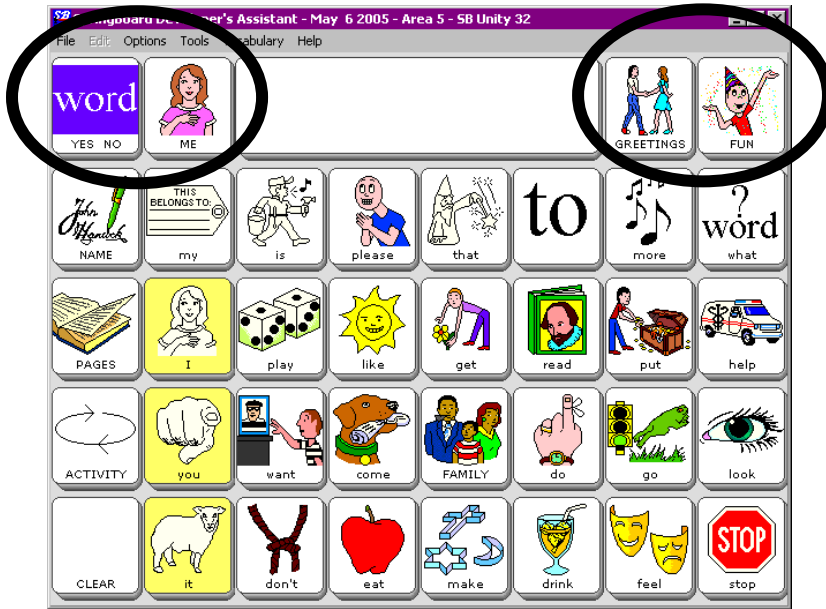 Developer's Assistant - May 6 2005 - Area 5 - SB Unity 32
File Edit Options Tools Vocabulary Help
word
YES NO
ME
GREETINGS
FUN
John Hancock
NAME
THIS BELONGS TO:
my
is
please
that
to
more
? word
what
PAGES
I
play
like
get
read
put
help
ACTIVITY
you
want
come
FAMILY
do
go
look
CLEAR
it
don't
eat
make
drink
feel
STOP
stop